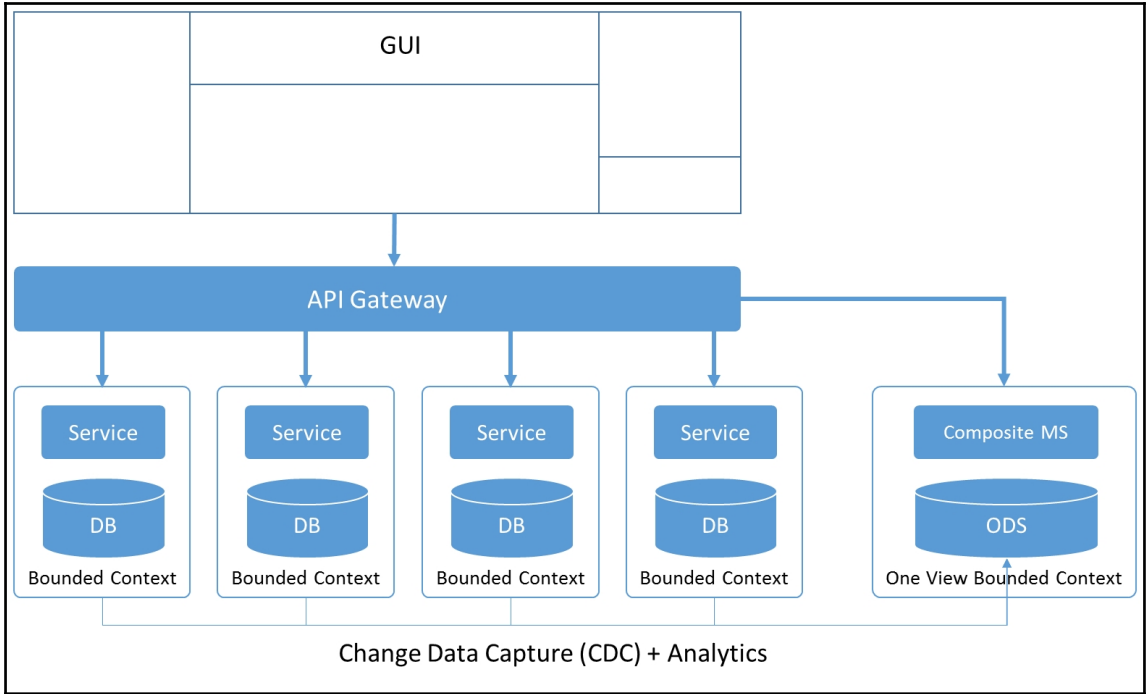 GUI
API Gateway
Service
Service
Service
Service
Composite MS
DB
DB
DB
DB
ODS
Bounded Context
Bounded Context
Bounded Context
Bounded Context
One View Bounded Context
Change Data Capture (CDC) + Analytics